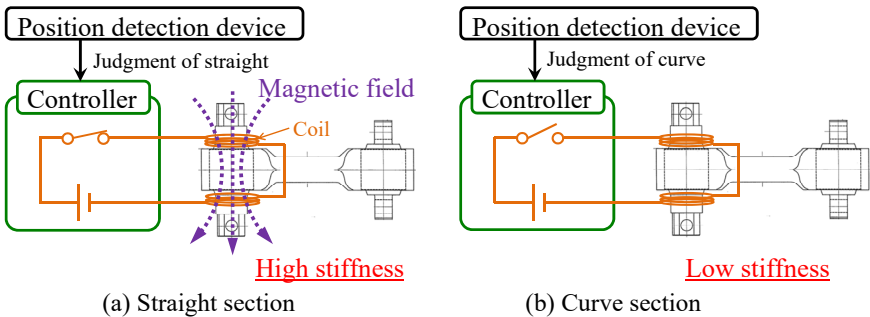 Position detection device
Judgment of straight
Controller
Magnetic field
Coil
High stiffness
(a) Straight section
Position detection device
Judgment of curve
Controller
Low stiffness
(b) Curve section